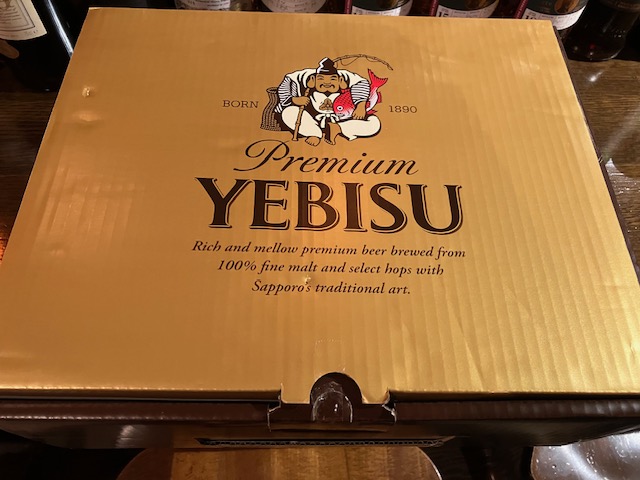 BORN 1890
Premium
YEBISU
Rich and mellow premium beer brewed from
100% fine malt and select hops with
Sapporo's traditional art.